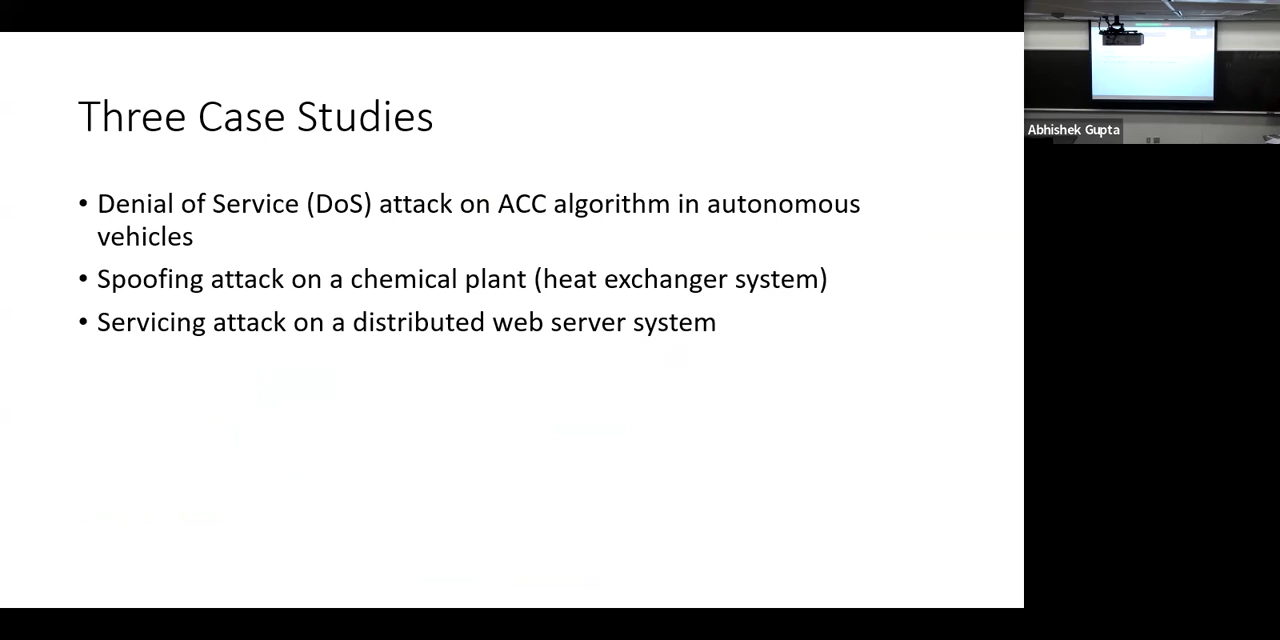 Three Case Studies
• Denial of Service (DoS) attack on ACC algorithm in autonomous
vehicles
• Spoofing attack on a chemical plant (heat exchanger system)
• Servicing attack on a distributed web server system
Abhishek Gupta